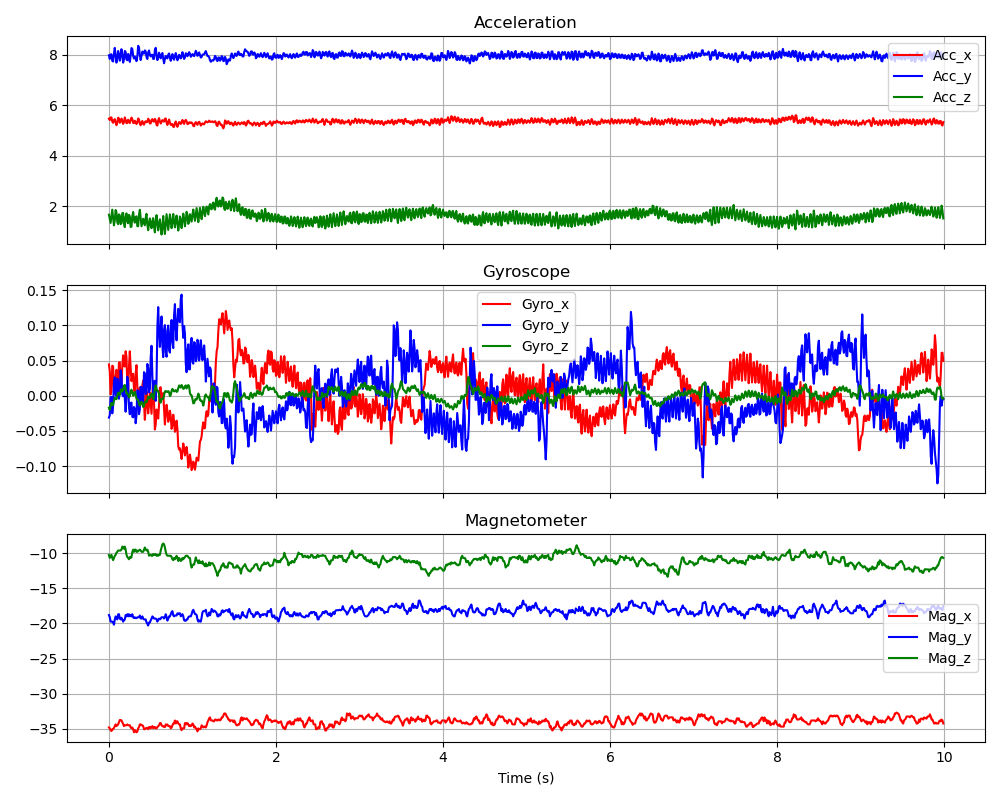 Acceleration
8
6
4
2
Acc_x
Acc_y
Acc_z
Gyroscope
0.15
0.10
0.05
0.00
−0.05
−0.10
Gyro_x
Gyro_y
Gyro_z
Magnetometer
−10
−15
−20
−25
−30
−35
Mag_x
Mag_y
Mag_z
0 2 4 6 8 10
Time (s)